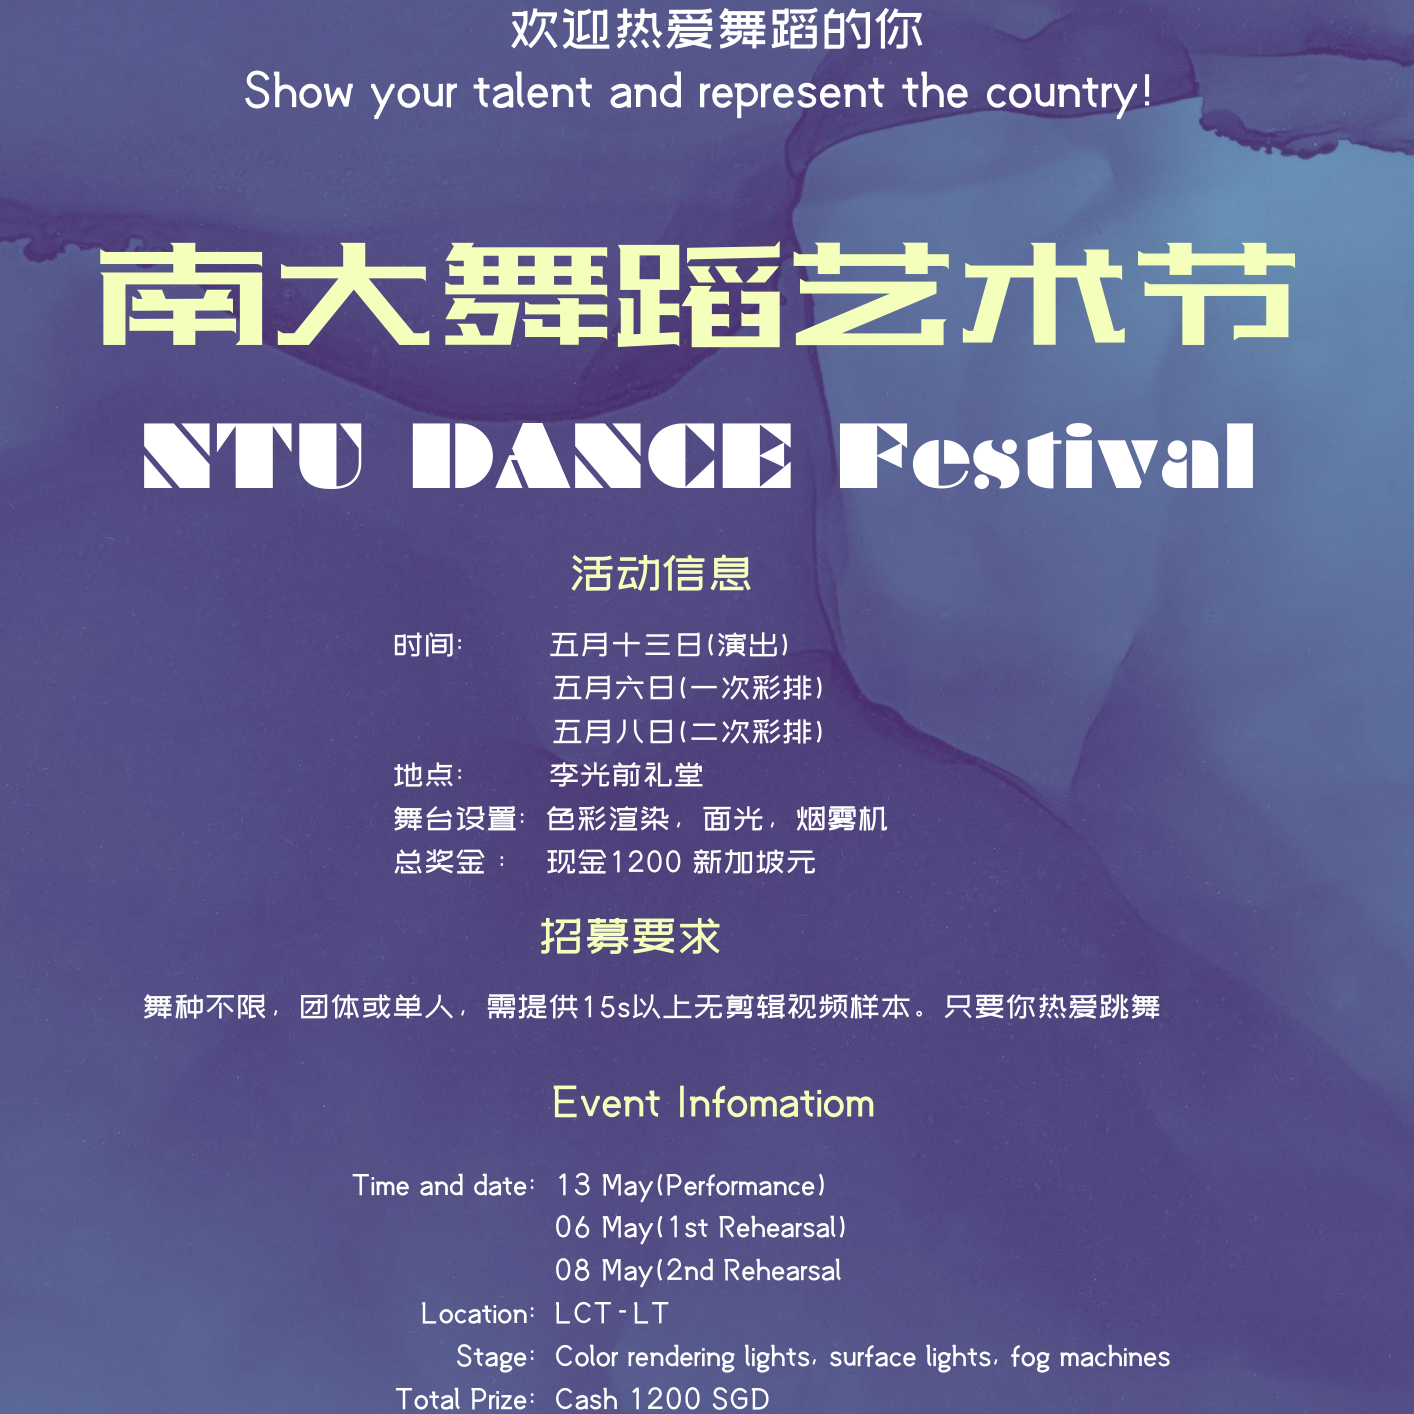 欢迎热爱舞蹈的你
Show your talent and represent the country!
南大舞蹈艺术节
NTU DANCE Festival
活动信息
时间: 五月十三日(演出)
五月六日(一次彩排)
五月八日(二次彩排)
地点: 李光前礼堂
舞台设置: 色彩渲染，面光，烟雾机
总奖金： 现金1200 新加坡元
招募要求
舞种不限，团体或单人，需提供15s以上无剪辑视频样本。只要你热爱跳舞
Event Infomatiom
Time and date: 13 May(Performance)
06 May(1st Rehearsal)
08 May(2nd Rehearsal
Location: LCT-LT
Stage: Color rendering lights, surface lights, fog machines
Total Prize: Cash 1200 SGD